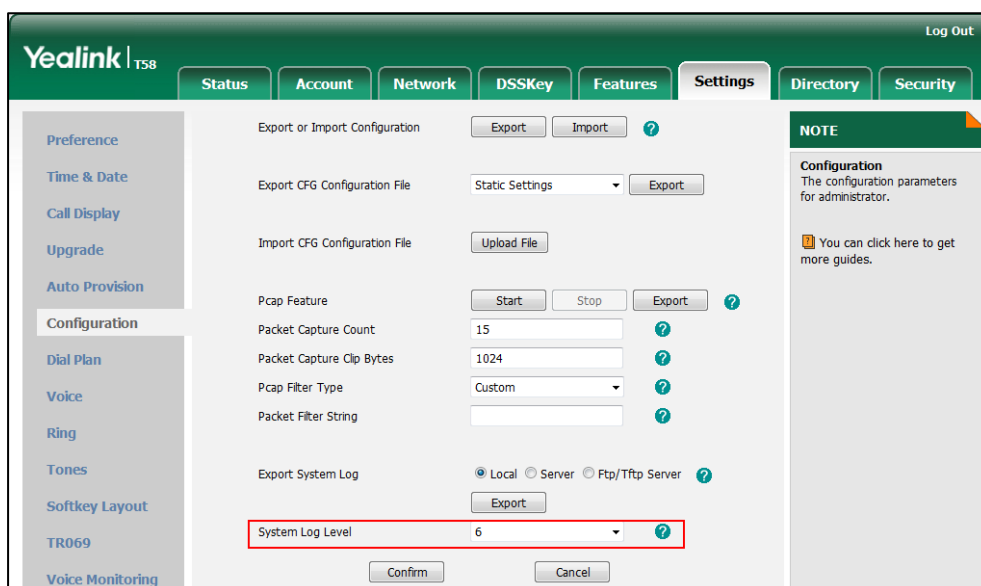 Log Out
Yealink T58
Status Account Network DSSKey Features Settings Directory Security
Preference
Time & Date
Call Display
Upgrade
Auto Provision
Configuration
Dial Plan
Voice
Ring
Tones
Softkey Layout
TR069
Voice Monitoring
Export or Import Configuration Export Import ?
Export CFG Configuration File Static Settings Export
Import CFG Configuration File Upload File
Pcap Feature Start Stop Export ?
Packet Capture Count 15 ?
Packet Capture Clip Bytes 1024 ?
Pcap Filter Type Custom ?
Packet Filter String ?
Export System Log Local Server Ftp/Tftp Server ?
Export
System Log Level 6 ?
Confirm Cancel
NOTE
Configuration
The configuration parameters
for administrator.
? You can click here to get
more guides.